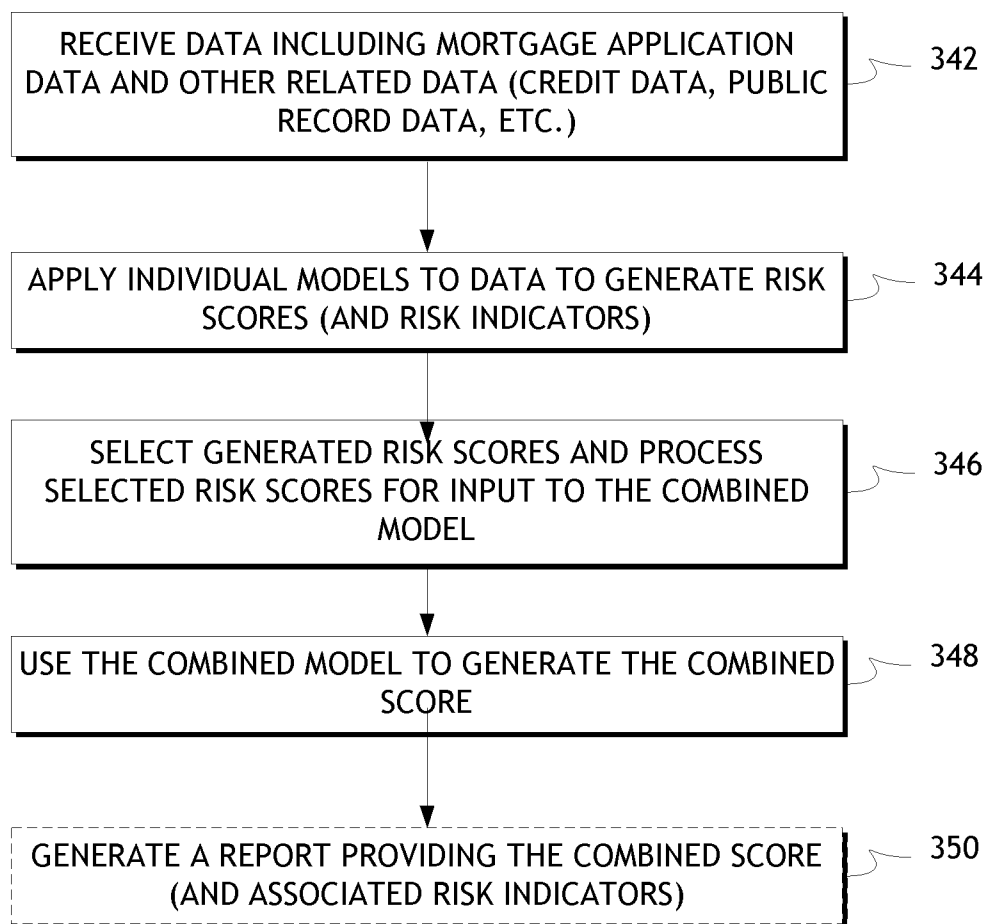 RECEIVE DATA INCLUDING MORTGAGE APPLICATION
DATA AND OTHER RELATED DATA (CREDIT DATA, PUBLIC
RECORD DATA, ETC.)
342
APPLY INDIVIDUAL MODELS TO DATA TO GENERATE RISK
SCORES (AND RISK INDICATORS)
344
SELECT GENERATED RISK SCORES AND PROCESS
SELECTED RISK SCORES FOR INPUT TO THE COMBINED
MODEL
346
USE THE COMBINED MODEL TO GENERATE THE COMBINED
SCORE
348
GENERATE A REPORT PROVIDING THE COMBINED SCORE
(AND ASSOCIATED RISK INDICATORS)
350